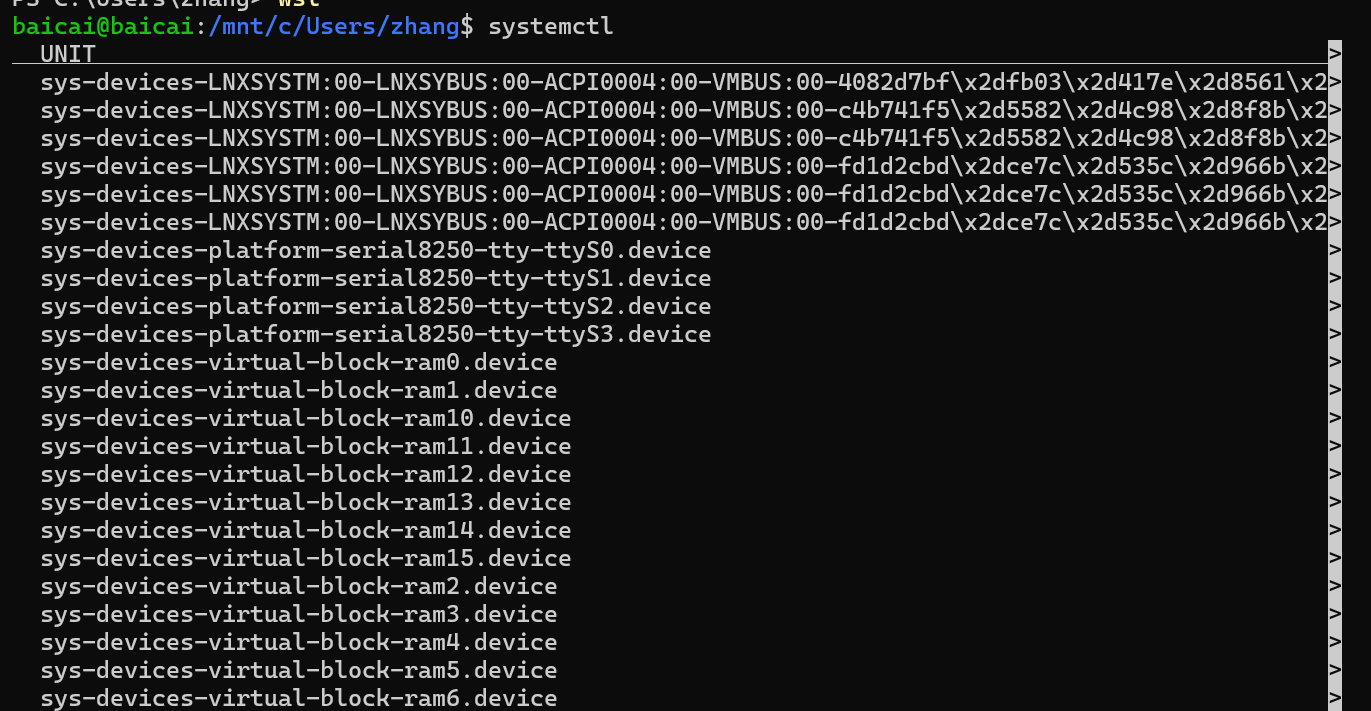 PS C:\Users\zhang> wsl
baicai@baicai:/mnt/c/Users/zhang$ systemctl
  UNIT                                                                                        >
  sys-devices-LNXSYSTM:00-LNXSYBUS:00-ACPI0004:00-VMBUS:00-4082d7bf\x2dfb03\x2d417e\x2d8561\x2>
  sys-devices-LNXSYSTM:00-LNXSYBUS:00-ACPI0004:00-VMBUS:00-c4b741f5\x2d5582\x2d4c98\x2d8f8b\x2>
  sys-devices-LNXSYSTM:00-LNXSYBUS:00-ACPI0004:00-VMBUS:00-c4b741f5\x2d5582\x2d4c98\x2d8f8b\x2>
  sys-devices-LNXSYSTM:00-LNXSYBUS:00-ACPI0004:00-VMBUS:00-fd1d2cbd\x2dce7c\x2d535c\x2d966b\x2>
  sys-devices-LNXSYSTM:00-LNXSYBUS:00-ACPI0004:00-VMBUS:00-fd1d2cbd\x2dce7c\x2d535c\x2d966b\x2>
  sys-devices-LNXSYSTM:00-LNXSYBUS:00-ACPI0004:00-VMBUS:00-fd1d2cbd\x2dce7c\x2d535c\x2d966b\x2>
  sys-devices-platform-serial8250-tty-ttyS0.device >
  sys-devices-platform-serial8250-tty-ttyS1.device >
  sys-devices-platform-serial8250-tty-ttyS2.device >
  sys-devices-platform-serial8250-tty-ttyS3.device >
  sys-devices-virtual-block-ram0.device >
  sys-devices-virtual-block-ram1.device >
  sys-devices-virtual-block-ram10.device >
  sys-devices-virtual-block-ram11.device >
  sys-devices-virtual-block-ram12.device >
  sys-devices-virtual-block-ram13.device >
  sys-devices-virtual-block-ram14.device >
  sys-devices-virtual-block-ram15.device >
  sys-devices-virtual-block-ram2.device >
  sys-devices-virtual-block-ram3.device >
  sys-devices-virtual-block-ram4.device >
  sys-devices-virtual-block-ram5.device >
  sys-devices-virtual-block-ram6.device >